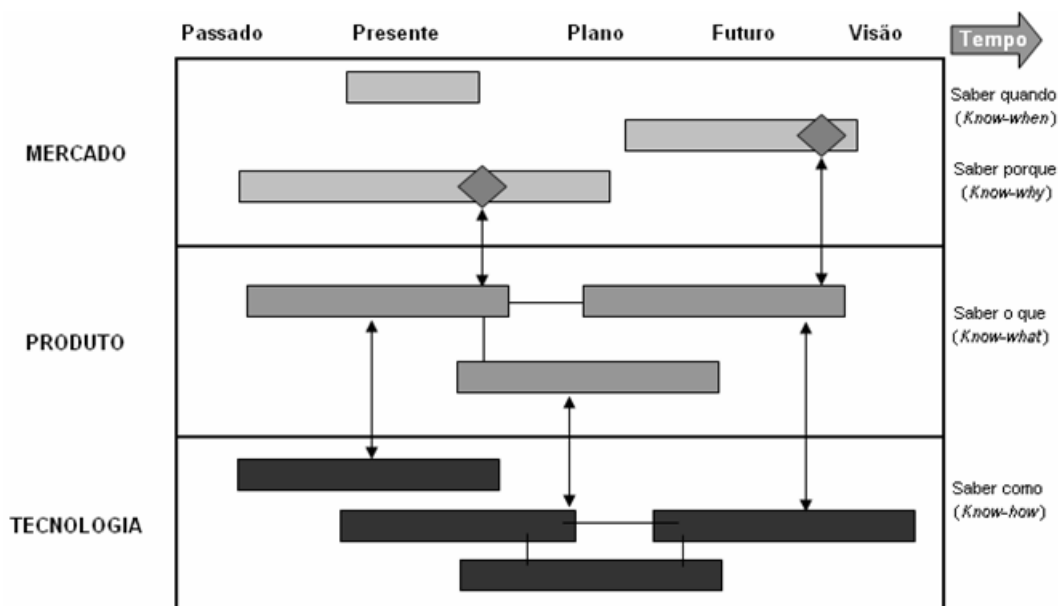 Passado Presente Plano Futuro Visão Tempo
Saber quando
(Know-when)
MERCADO
Saber porque
(Know-why)
Saber o que
(Know-what)
PRODUTO
Saber como
(Know-how)
TECNOLOGIA